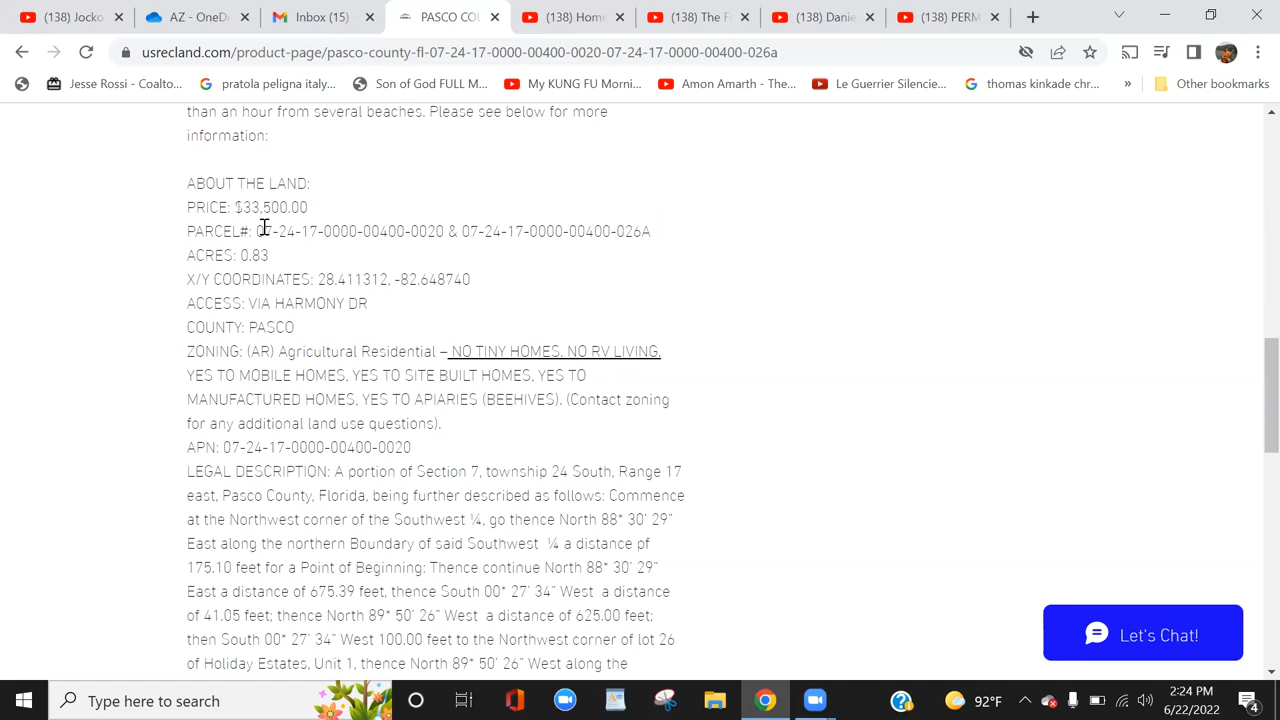 (138) Jocko
AZ - OneDr
Inbox (15) -
PASCO COU
(138) Home
(138) The F
(138) Danie
(138) PERM
usrecland.com/product-page/pasco-county-fl-07-24-17-0000-00400-0020-07-24-17-0000-00400-026a
Jesse Rossi - Coalto...
pratola peligna italy...
Son of God FULL M...
My KUNG FU Morni...
Amon Amarth - The...
Le Guerrier Silencie...
thomas kinkade chr...
»
Other bookmarks
than an hour from several beaches. Please see below for more
information:
ABOUT THE LAND:
PRICE: $33,500.00
PARCEL#: 07-24-17-0000-00400-0020 & 07-24-17-0000-00400-026A
ACRES: 0.83
X/Y COORDINATES: 28.411312, -82.648740
ACCESS: VIA HARMONY DR
COUNTY: PASCO
ZONING: (AR) Agricultural Residential – NO TINY HOMES. NO RV LIVING.
YES TO MOBILE HOMES, YES TO SITE BUILT HOMES, YES TO
MANUFACTURED HOMES, YES TO APIARIES (BEEHIVES). (Contact zoning
for any additional land use questions).
APN: 07-24-17-0000-00400-0020
LEGAL DESCRIPTION: A portion of Section 7, township 24 South, Range 17
east, Pasco County, Florida, being further described as follows: Commence
at the Northwest corner of the Southwest ¼, go thence North 88* 30' 29"
East along the northern Boundary of said Southwest ¼ a distance pf
175.10 feet for a Point of Beginning: Thence continue North 88* 30' 29"
East a distance of 675.39 feet, thence South 00* 27' 34" West a distance
of 41.05 feet; thence North 89* 50' 26" West a distance of 625.00 feet;
then South 00* 27' 34" West 100.00 feet to the Northwest corner of lot 26
of Holiday Estates, Unit 1, thence North 89* 50' 26" West along the
Let's Chat!
Type here to search
92°F
2:24 PM
6/22/2022
4